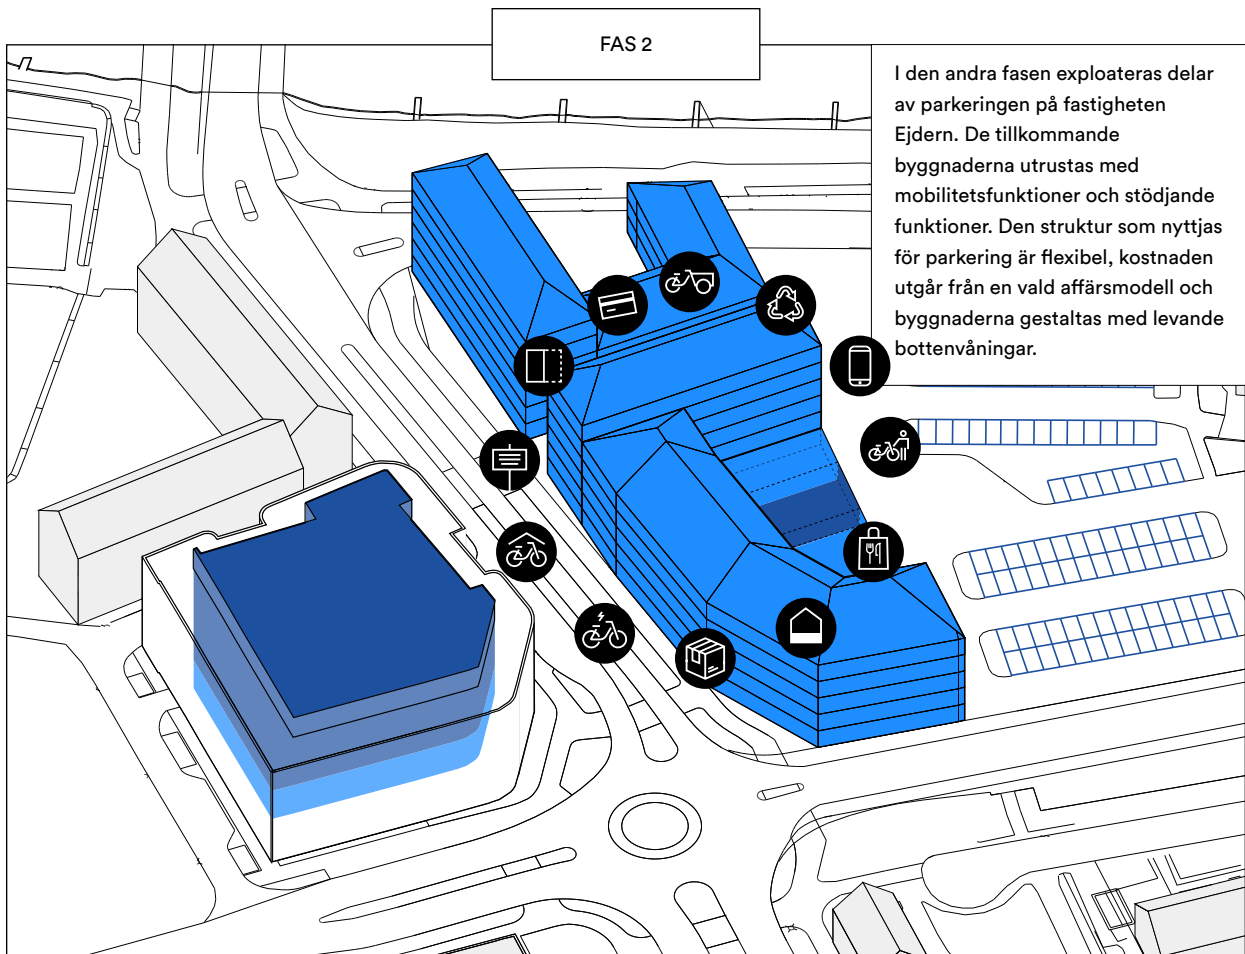 FAS 2
I den andra fasen exploateras delar
av parkeringen på fastigheten
Ejdern. De tillkommande
byggnaderna utrustas med
mobilitetsfunktioner och stödjande
funktioner. Den struktur som nyttjas
för parkering är flexibel, kostnaden
utgår från en vald affärsmodell och
byggnaderna gestaltas med levande
bottenvåningar.